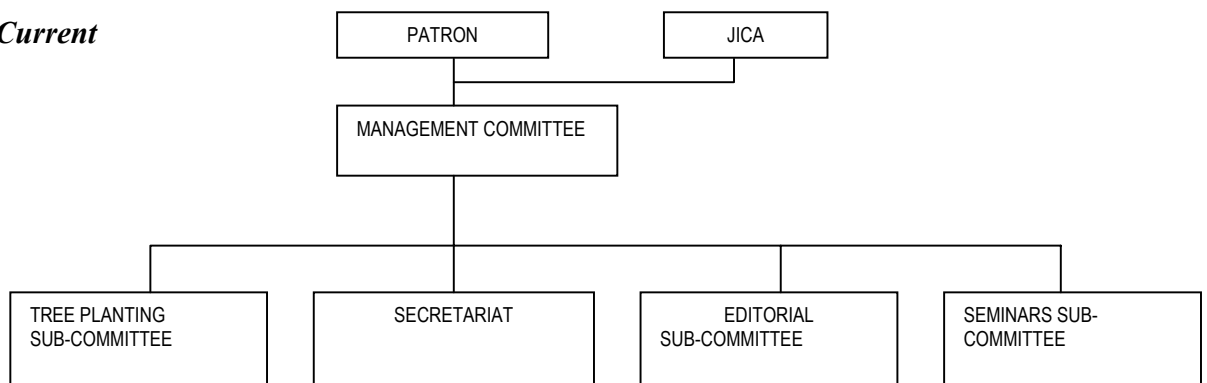 Current
PATRON
JICA
MANAGEMENT COMMITTEE
TREE PLANTING
SUB-COMMITTEE
SECRETARIAT
EDITORIAL
SUB-COMMITTEE
SEMINARS SUB-
COMMITTEE